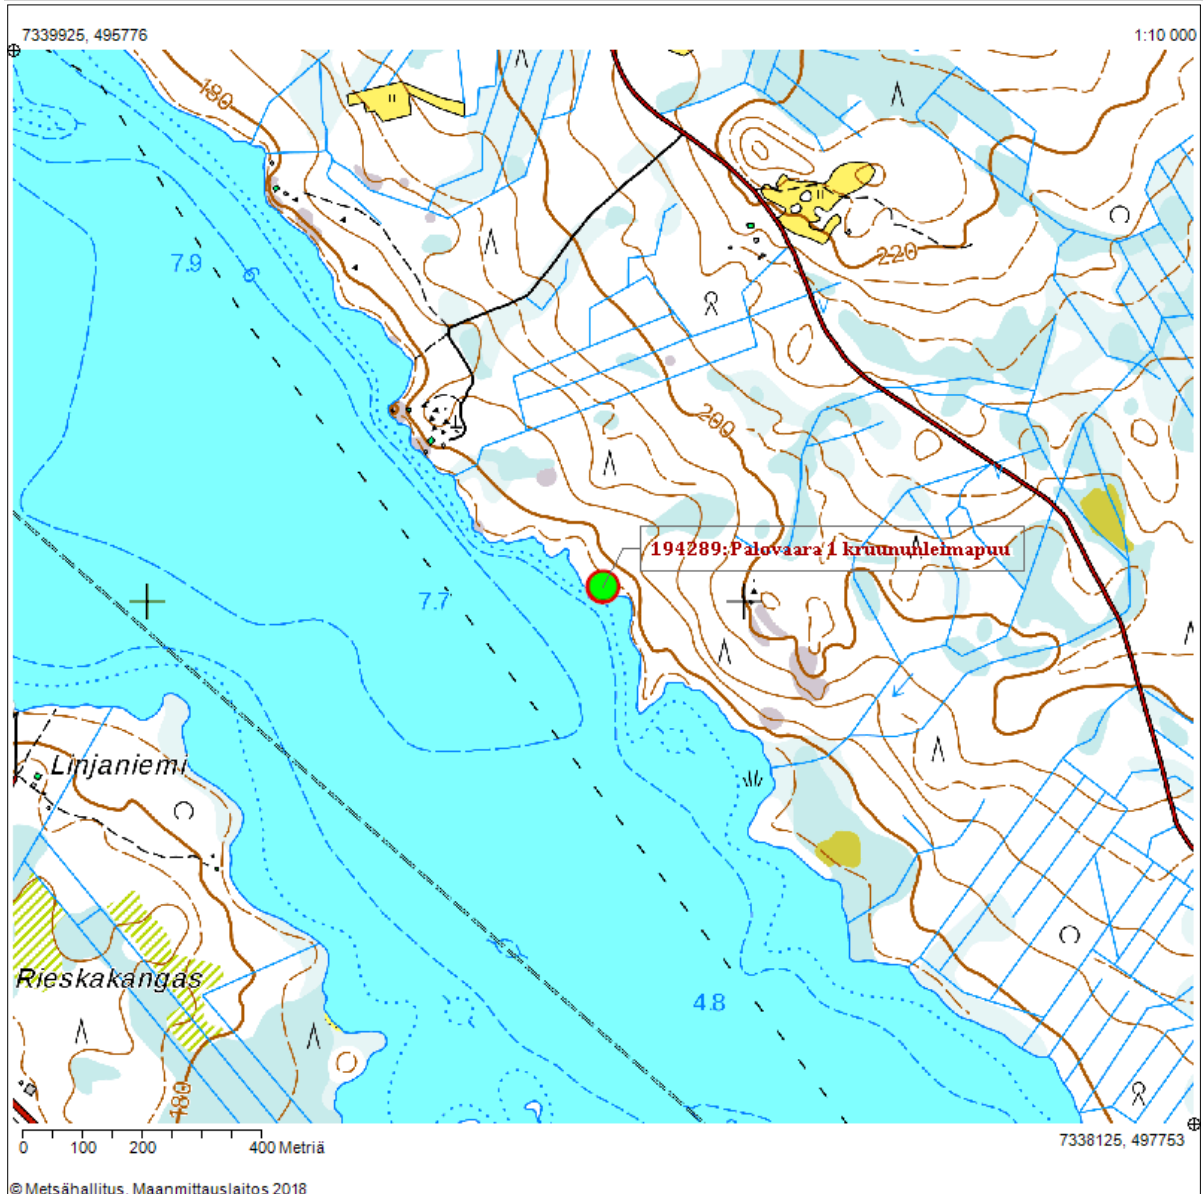 7339925, 495776
1:10 000
180
7.9
6
220
200
194289:Palovaara 1 kruununleimapuu
7.7
Linjaniemi
3
Rieskakangas
4.8
180
0 100 200 400 Metriä
7338125, 497753
© Metsähallitus, Maanmittauslaitos 2018